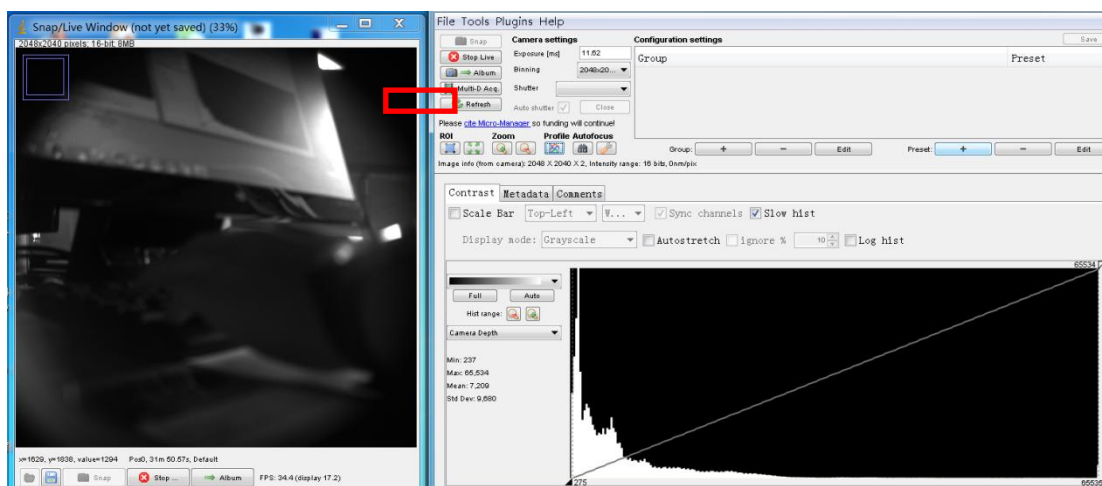 Snap/Live Window (not yet saved) (33%)
2048x2040 pixels; 16-bit; 8MB
x=1629, y=1838, value=1294 Pos0, 31m 50.57s, Default
Snap Stop ... Album FPS: 34.4 (display 17.2)
File Tools Plugins Help
Snap
Stop Live
Album
Multi-D Acq.
Refresh
Camera settings
Exposure [ms] 11.62
Binning 2048x20...
Shutter
Auto shutter Close
Configuration settings Save
Group Preset
Please cite Micro-Manager so funding will continue!
ROI Zoom Profile Autofocus
Group: + - Edit Preset: + - Edit
Image info (from camera): 2048 X 2040 X 2, Intensity range: 16 bits, 0nm/pix
Contrast Metadata Comments
Scale Bar Top-Left W... Sync channels Slow hist
Display mode: Grayscale Autostretch ignore % 10 Log hist
Full Auto
Hist range:
Camera Depth
Min: 237
Max: 65,534
Mean: 7,209
Std Dev: 9,680
65534
275
65535